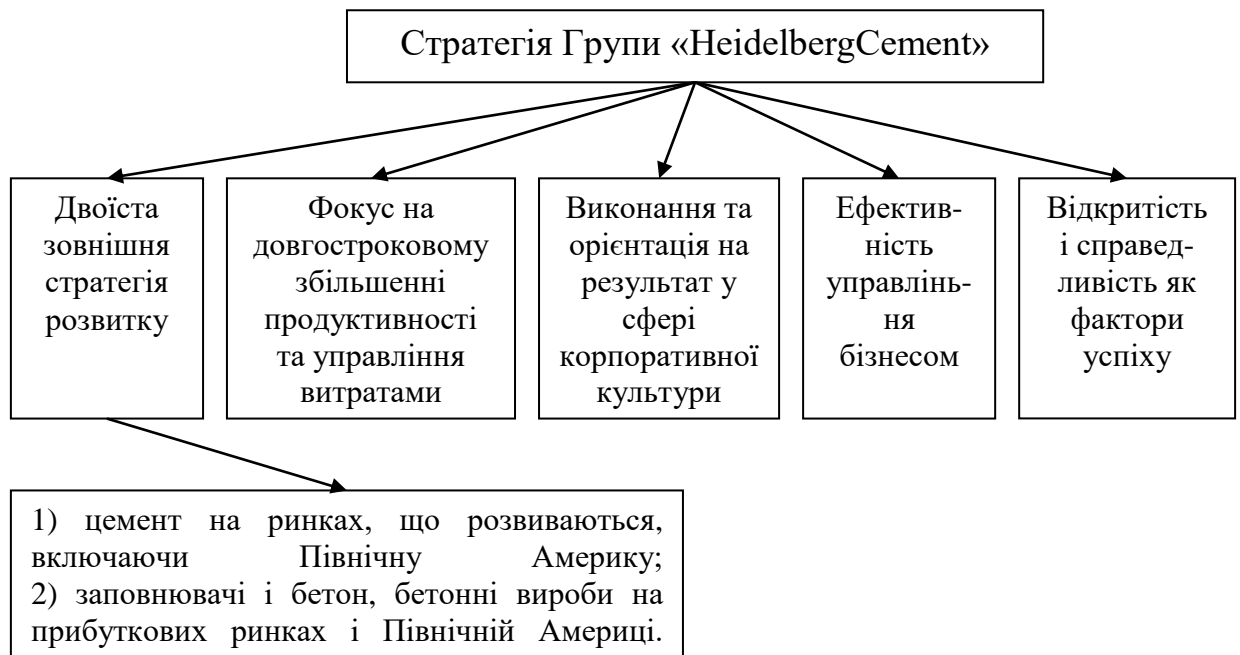 Стратегія Групи «HeidelbergCement»
Двоїста
зовнішня
стратегія
розвитку
Фокус на
довгостроковому
збільшенні
продуктивності
та управління
витратами
Виконання та
орієнтація на
результат у
сфері
корпоративної
культури
Ефектив-
ність
управлінь-
ня
бізнесом
Відкритість
і справед-
ливість як
фактори
успіху
1) цемент на ринках, що розвиваються,
включаючи Північну Америку;
2) заповнювачі і бетон, бетонні вироби на
прибуткових ринках і Північній Америці.